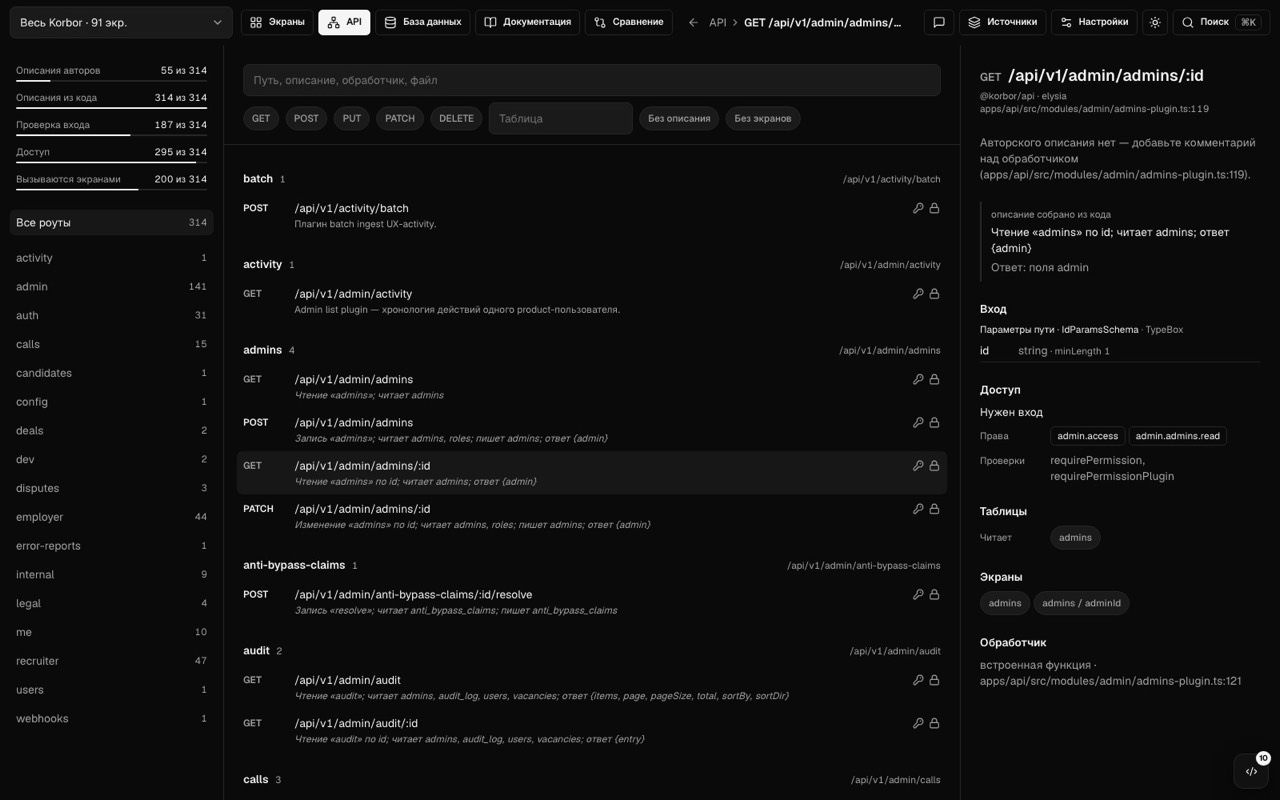 Весь Korbor · 91 экр.
Экраны
API
База данных
Документация
Сравнение
API
GET /api/v1/admin/admins/…
Источники
Настройки
Поиск ⌘K
Описания авторов 55 из 314
Описания из кода 314 из 314
Проверка входа 187 из 314
Доступ 295 из 314
Вызываются экранами 200 из 314
Все роуты 314
activity 1
admin 141
auth 31
calls 15
candidates 1
config 1
deals 2
dev 2
disputes 3
employer 44
error-reports 1
internal 9
legal 4
me 10
recruiter 47
users 1
webhooks 1
Путь, описание, обработчик, файл
GET POST PUT PATCH DELETE Таблица Без описания Без экранов
batch 1 /api/v1/activity/batch
POST /api/v1/activity/batch
Плагин batch ingest UX-activity.
activity 1 /api/v1/admin/activity
GET /api/v1/admin/activity
Admin list plugin — хронология действий одного product-пользователя.
admins 4 /api/v1/admin/admins
GET /api/v1/admin/admins
Чтение «admins»; читает admins
POST /api/v1/admin/admins
Запись «admins»; читает admins, roles; пишет admins; ответ {admin}
GET /api/v1/admin/admins/:id
Чтение «admins» по id; читает admins; ответ {admin}
PATCH /api/v1/admin/admins/:id
Изменение «admins» по id; читает admins, roles; пишет admins; ответ {admin}
anti-bypass-claims 1 /api/v1/admin/anti-bypass-claims
POST /api/v1/admin/anti-bypass-claims/:id/resolve
Запись «resolve»; читает anti_bypass_claims; пишет anti_bypass_claims
audit 2 /api/v1/admin/audit
GET /api/v1/admin/audit
Чтение «audit»; читает admins, audit_log, users, vacancies; ответ {items, page, pageSize, total, sortBy, sortDir}
GET /api/v1/admin/audit/:id
Чтение «audit» по id; читает admins, audit_log, users, vacancies; ответ {entry}
calls 3 /api/v1/admin/calls
GET /api/v1/admin/admins/:id
@korbor/api · elysia
apps/api/src/modules/admin/admins-plugin.ts:119
Авторского описания нет — добавьте комментарий
над обработчиком
(apps/api/src/modules/admin/admins-plugin.ts:119).
описание собрано из кода
Чтение «admins» по id; читает admins; ответ
{admin}
Ответ: поля admin
Вход
Параметры пути · IdParamsSchema · TypeBox
id string · minLength 1
Доступ
Нужен вход
Права admin.access admin.admins.read
Проверки requirePermission,
requirePermissionPlugin
Таблицы
Читает admins
Экраны
admins admins / adminId
Обработчик
встроенная функция ·
apps/api/src/modules/admin/admins-plugin.ts:121
10